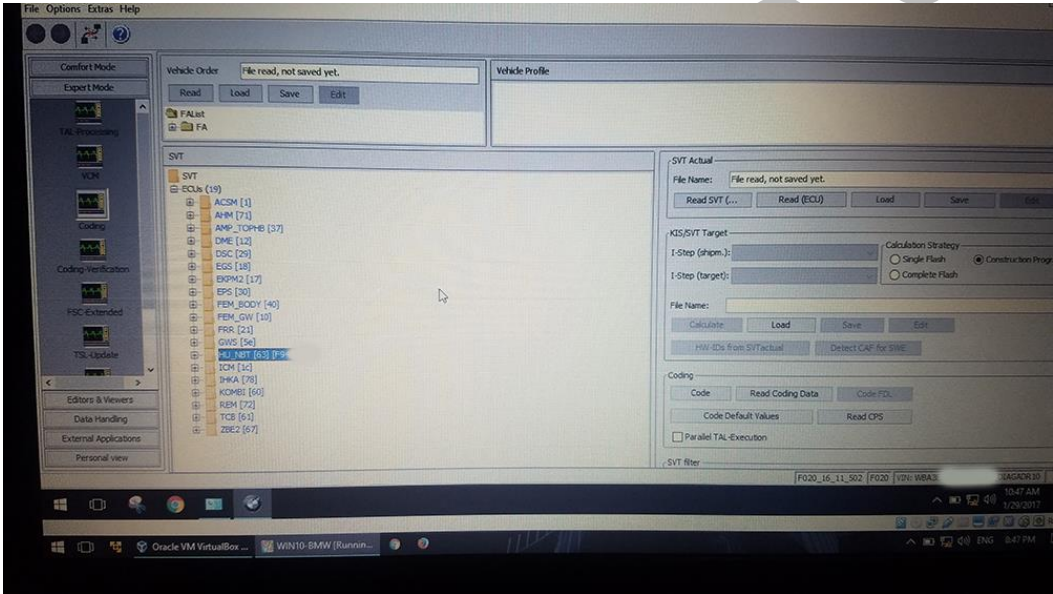 File Options Extras Help
Comfort Mode
Expert Mode
TAL-Processing
VCM
Coding
Coding-Verification
FSC-Extended
TSL-Update
Editors & Viewers
Data Handling
External Applications
Personal view
Vehicle Order
File read, not saved yet.
Read Load Save Edit
FAList
FA
Vehicle Profile
SVT
SVT
ECUs (19)
ACSM [1]
AHM [71]
AMP_TOPHB [37]
DME [12]
DSC [29]
EGS [18]
EKPM2 [17]
EPS [30]
FEM_BODY [40]
FEM_GW [10]
FRR [21]
GWS [5e]
HU_NBT [63]
ICM [1c]
IHKA [78]
KOMBI [60]
REM [72]
TCB [61]
ZBE2 [67]
SVT Actual
File Name: File read, not saved yet.
Read SVT (... Read (ECU) Load Save Edit
KIS/SVT Target
I-Step (shipm.):
I-Step (target):
Calculation Strategy
Single Flash Construction Progr
Complete Flash
File Name:
Calculate Load Save Edit
HW-IDs from SVTactual Detect CAF for SWE
Coding
Code Read Coding Data Code FDL
Code Default Values Read CPS
Parallel TAL-Execution
SVT filter
F020_16_11_502 F020 VIN: WBA3
10:47 AM
1/29/2017
Oracle VM VirtualBox ... WIN10-BMW [Runnin... ENG 8:47 PM